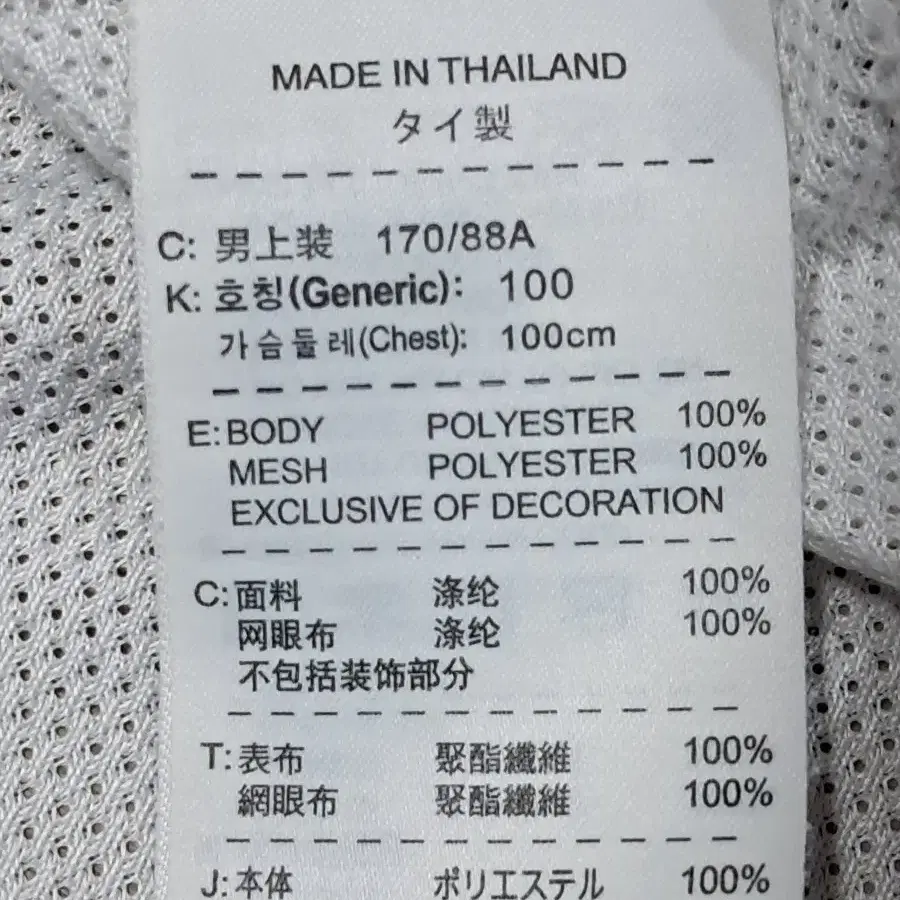 MADE IN THAILAND
タイ製
C: 男上装 170/88A
K: 호칭(Generic): 100
가슴둘레(Chest): 100cm
E: BODY POLYESTER 100%
MESH POLYESTER 100%
EXCLUSIVE OF DECORATION
C: 面料 涤纶 100%
网眼布 涤纶 100%
不包括装饰部分
T: 表布 聚酯纖維 100%
網眼布 聚酯纖維 100%
J: 本体 ポリエステル 100%